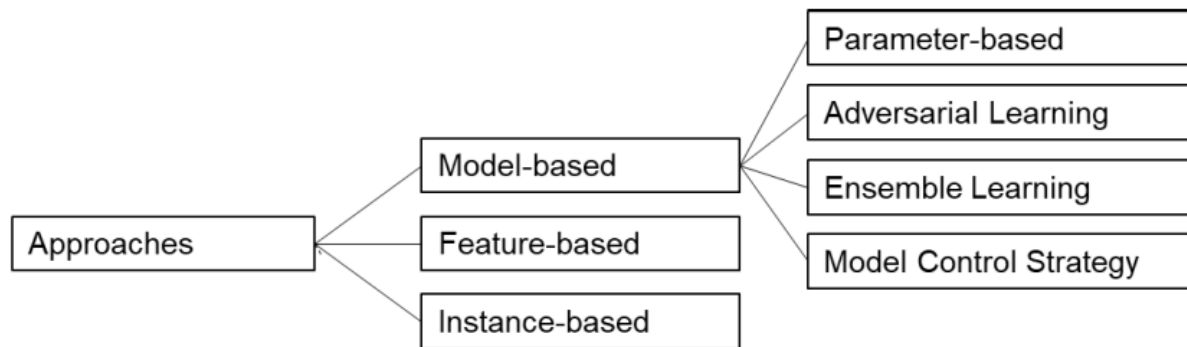 Approaches
Model-based
Feature-based
Instance-based
Parameter-based
Adversarial Learning
Ensemble Learning
Model Control Strategy